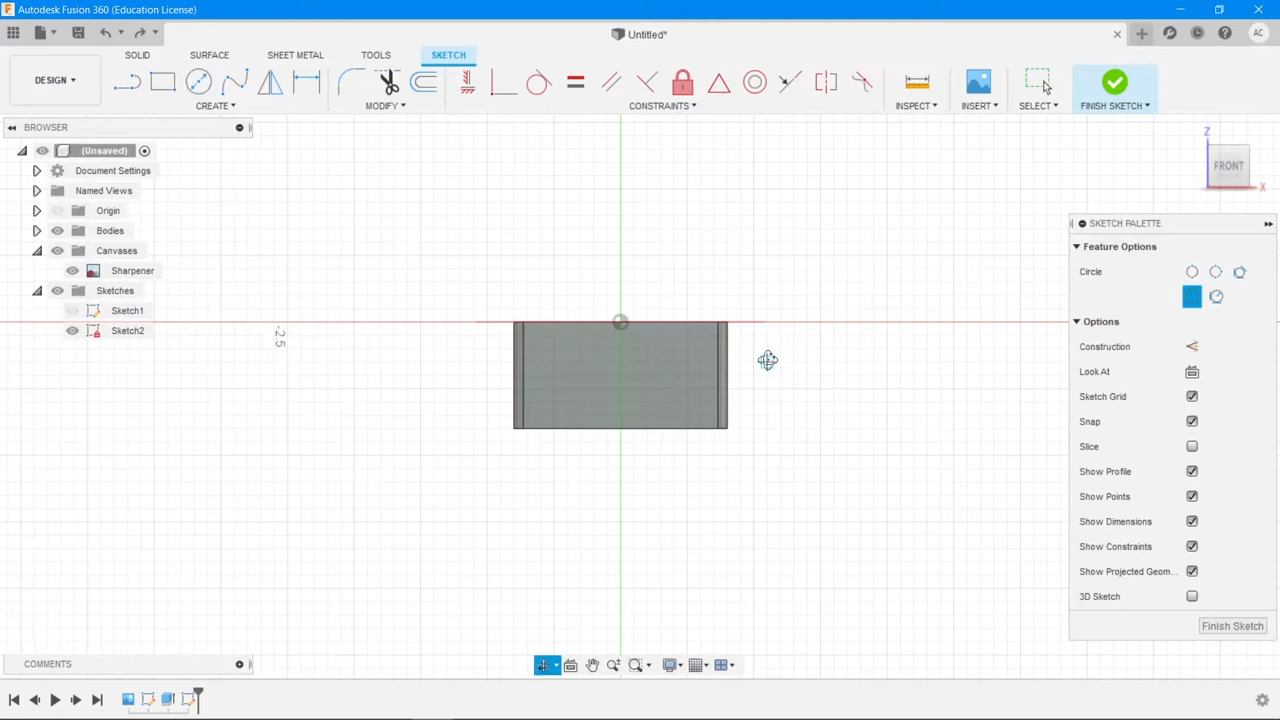 Autodesk Fusion 360 (Education License)
Untitled*
AC
DESIGN
SOLID
SURFACE
SHEET METAL
TOOLS
SKETCH
CREATE
MODIFY
CONSTRAINTS
INSPECT
INSERT
SELECT
FINISH SKETCH
BROWSER
(Unsaved)
Document Settings
Named Views
Origin
Bodies
Canvases
Sharpener
Sketches
Sketch1
Sketch2
-2.5
Z
FRONT
X
SKETCH PALETTE
Feature Options
Circle
Options
Construction
Look At
Sketch Grid
Snap
Slice
Show Profile
Show Points
Show Dimensions
Show Constraints
Show Projected Geom...
3D Sketch
Finish Sketch
COMMENTS